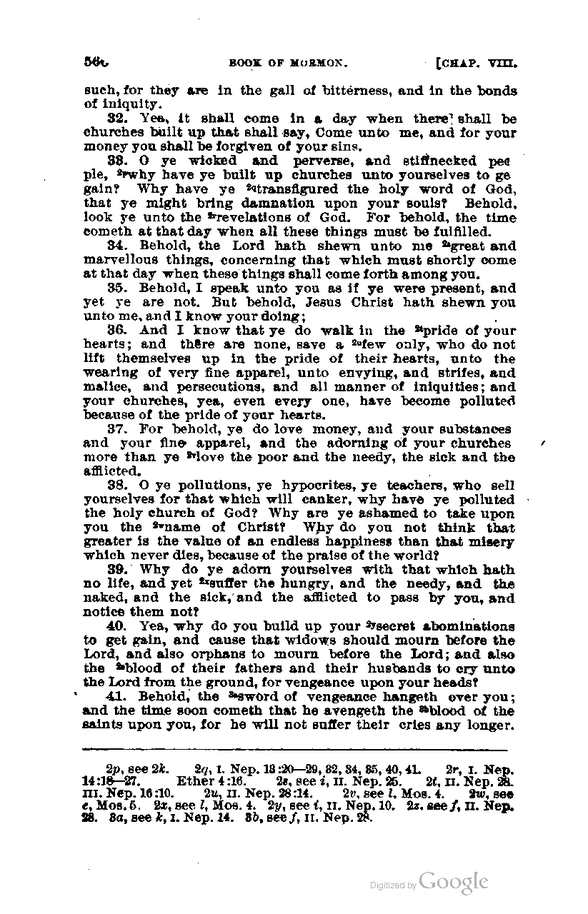 560 BOOK OF MORMON. [CHAP. VIII.
such, for they are in the gall of bitterness, and in the bonds
of iniquity.
32. Yea, it shall come in a day when there shall be
churches built up that shall say, Come unto me, and for your
money you shall be forgiven of your sins.
33. O ye wicked and perverse, and stiffnecked peo
ple, 2pwhy have ye built up churches unto yourselves to ge
gain? Why have ye 2qtransfigured the holy word of God,
that ye might bring damnation upon your souls? Behold,
look ye unto the 2rrevelations of God. For behold, the time
cometh at that day when all these things must be fulfilled.
34. Behold, the Lord hath shewn unto me 2sgreat and
marvellous things, concerning that which must shortly come
at that day when these things shall come forth among you.
35. Behold, I speak unto you as if ye were present, and
yet ye are not. But behold, Jesus Christ hath shewn you
unto me, and I know your doing;
36. And I know that ye do walk in the 2tpride of your
hearts; and there are none, save a 2ufew only, who do not
lift themselves up in the pride of their hearts, unto the
wearing of very fine apparel, unto envying, and strifes, and
malice, and persecutions, and all manner of iniquities; and
your churches, yea, even every one, have become polluted
because of the pride of your hearts.
37. For behold, ye do love money, and your substances
and your fine apparel, and the adorning of your churches
more than ye 2vlove the poor and the needy, the sick and the
afflicted.
38. O ye pollutions, ye hypocrites, ye teachers, who sell
yourselves for that which will canker, why have ye polluted
the holy church of God? Why are ye ashamed to take upon
you the 2wname of Christ? Why do you not think that
greater is the value of an endless happiness than that misery
which never dies, because of the praise of the world?
39. Why do ye adorn yourselves with that which hath
no life, and yet 2xsuffer the hungry, and the needy, and the
naked, and the sick, and the afflicted to pass by you, and
notice them not?
40. Yea, why do you build up your 2ysecret abominations
to get gain, and cause that widows should mourn before the
Lord, and also orphans to mourn before the Lord; and also
the 2zblood of their fathers and their husbands to cry unto
the Lord from the ground, for vengeance upon your heads?
41. Behold, the 3asword of vengeance hangeth over you;
and the time soon cometh that he avengeth the 3bblood of the
saints upon you, for he will not suffer their cries any longer.
2p, see 2k. 2q, I. Nep. 13:20—29, 32, 34, 35, 40, 41. 2r, I. Nep.
14:18—27. Ether 4:16. 2s, see i, II. Nep. 25. 2t, II. Nep. 28.
III. Nep. 16:10. 2u, II. Nep. 28:14. 2v, see l, Mos. 4. 2w, see
e, Mos. 5. 2x, see l, Mos. 4. 2y, see i, II. Nep. 10. 2z, see f, II. Nep.
28. 3a, see k, I. Nep. 14. 3b, see f, II. Nep. 28.
Digitized by Google